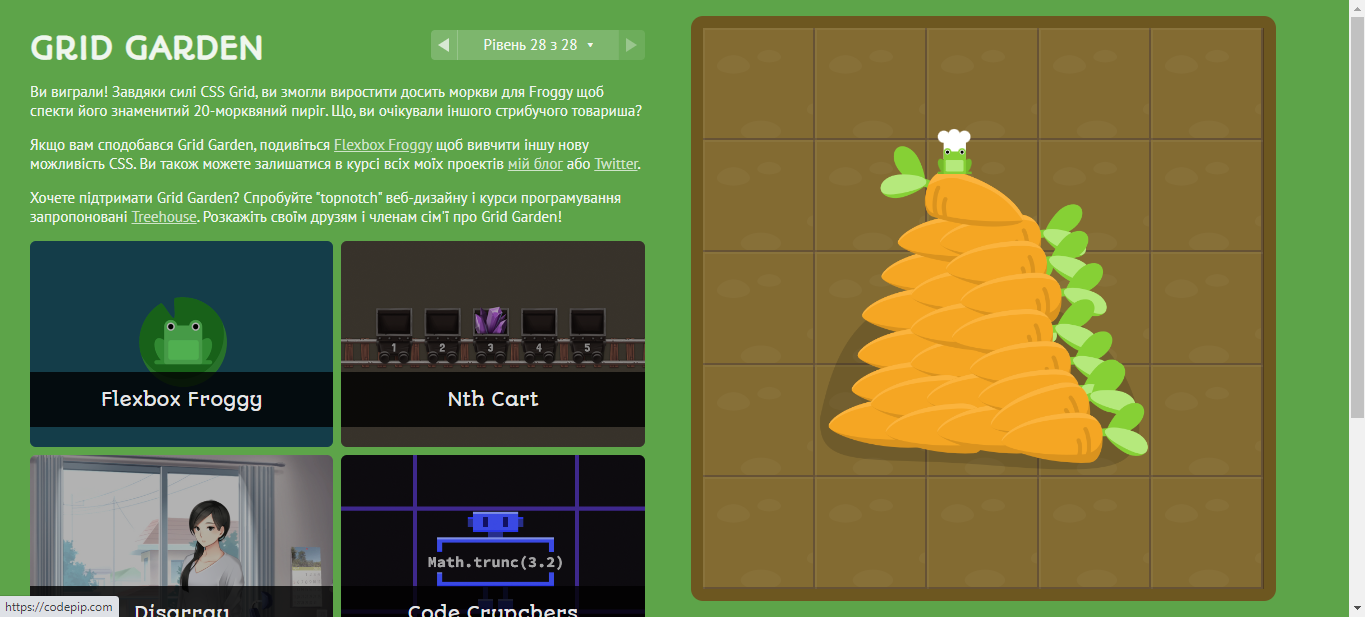 GRID GARDEN
Рівень 28 з 28
Ви виграли! Завдяки силі CSS Grid, ви змогли виростити досить моркви для Froggy щоб
спекти його знаменитий 20-морквяний пиріг. Що, ви очікували іншого стрибучого товариша?
Якщо вам сподобався Grid Garden, подивіться Flexbox Froggy щоб вивчити іншу нову
можливість CSS. Ви також можете залишатися в курсі всіх моїх проектів мій блог або Twitter.
Хочете підтримати Grid Garden? Спробуйте "topnotch" веб-дизайну і курси програмування
запропоновані Treehouse. Розкажіть своїм друзям і членам сім'ї про Grid Garden!
Flexbox Froggy
1 2 3 4 5
Nth Cart
Disarray
Math.trunc(3.2)
Code Crunchers
https://codepip.com